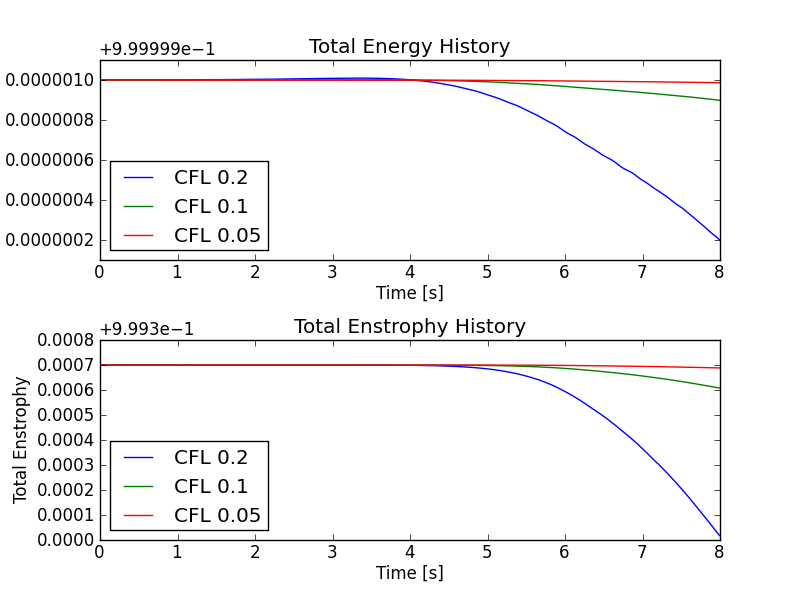 Total Energy History
+9.99999e−1
0.0000010
0.0000008
0.0000006
0.0000004
0.0000002
CFL 0.2
CFL 0.1
CFL 0.05
0 1 2 3 4 5 6 7 8
Time [s]
Total Enstrophy History
+9.993e−1
0.0008
0.0007
0.0006
0.0005
0.0004
0.0003
0.0002
0.0001
0.0000
Total Enstrophy
CFL 0.2
CFL 0.1
CFL 0.05
0 1 2 3 4 5 6 7 8
Time [s]